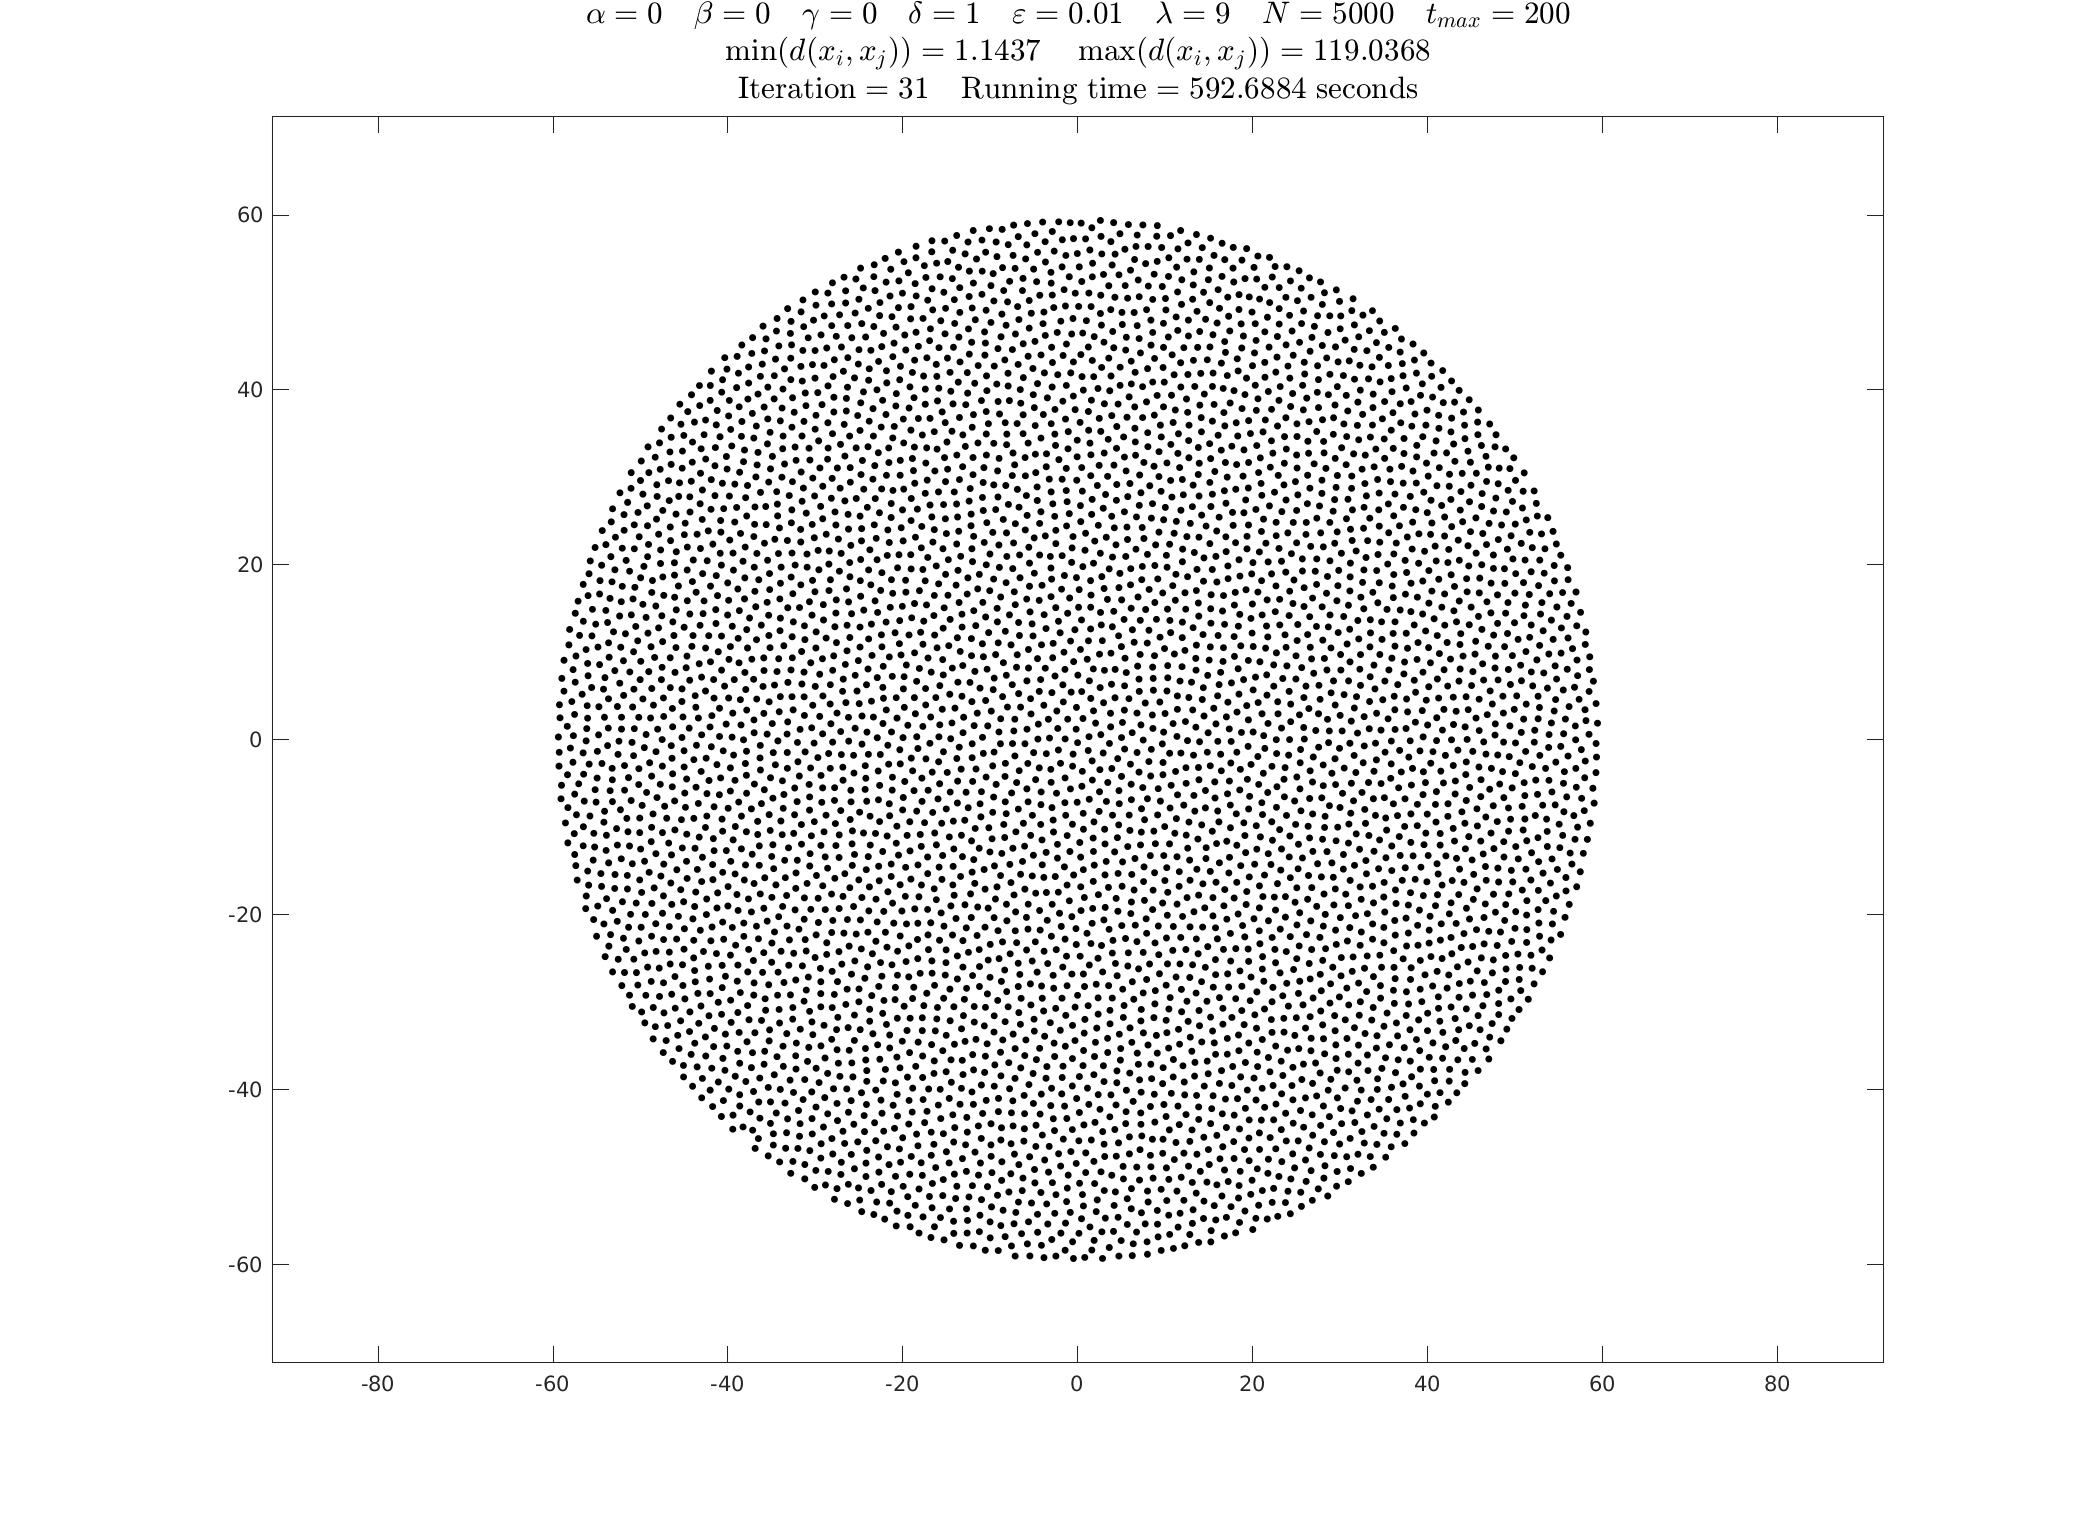 α = 0 β = 0 γ = 0 δ = 1 ε = 0.01 λ = 9 N = 5000 t_{max} = 200
min(d(x_i, x_j)) = 1.1437 max(d(x_i, x_j)) = 119.0368
Iteration = 31 Running time = 592.6884 seconds
60
40
20
0
-20
-40
-60
-80 -60 -40 -20 0 20 40 60 80